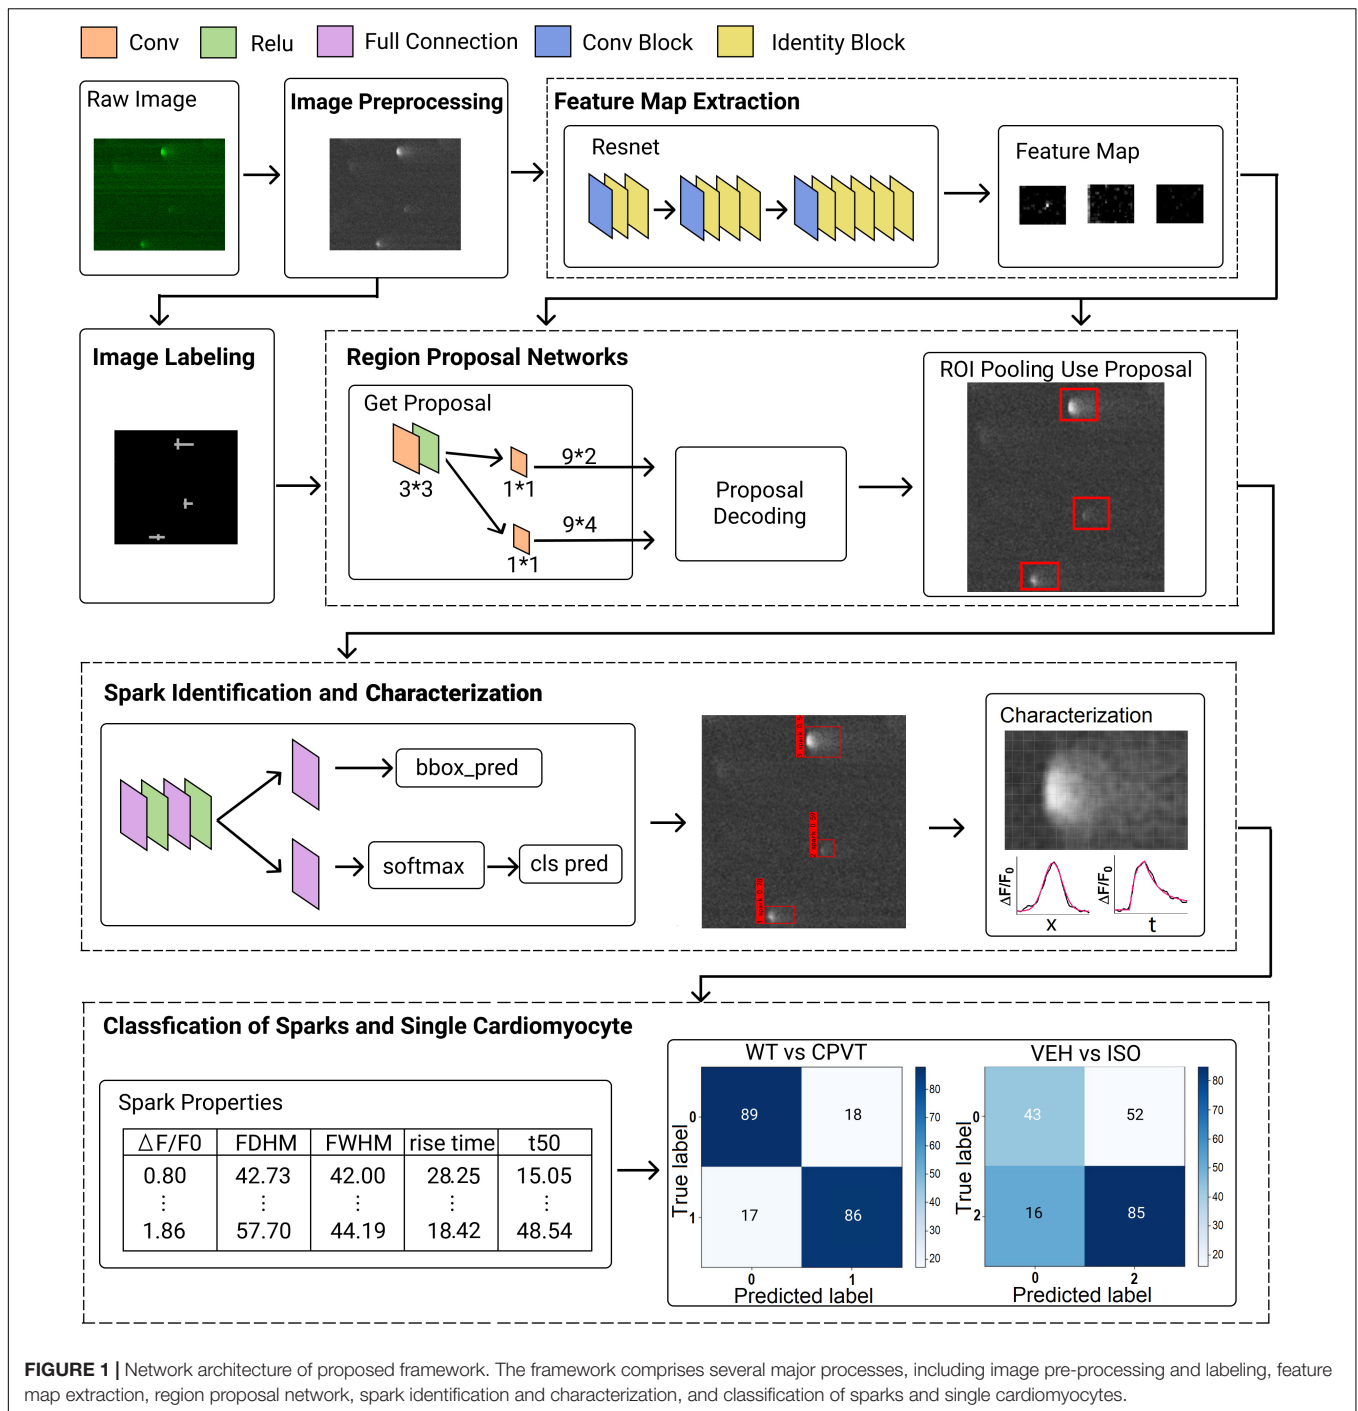 Conv Relu Full Connection Conv Block Identity Block
Raw Image
Image Preprocessing
Feature Map Extraction
Resnet
Feature Map
Image Labeling
Region Proposal Networks
Get Proposal
3*3
1*1
9*2
1*1
9*4
Proposal
Decoding
ROI Pooling Use Proposal
Spark Identification and Characterization
bbox_pred
softmax
cls pred
Characterization
ΔF/F0
x
ΔF/F0
t
Classfication of Sparks and Single Cardiomyocyte
Spark Properties
△F/F0 FDHM FWHM rise time t50
0.80 42.73 42.00 28.25 15.05
⋮ ⋮ ⋮ ⋮ ⋮
1.86 57.70 44.19 18.42 48.54
WT vs CPVT
True label
0
1
89 18
17 86
0 1
Predicted label
80
70
60
50
40
30
20
VEH vs ISO
True label
0
2
43 52
16 85
0 2
Predicted label
80
70
60
50
40
30
20
FIGURE 1 | Network architecture of proposed framework. The framework comprises several major processes, including image pre-processing and labeling, feature
map extraction, region proposal network, spark identification and characterization, and classification of sparks and single cardiomyocytes.